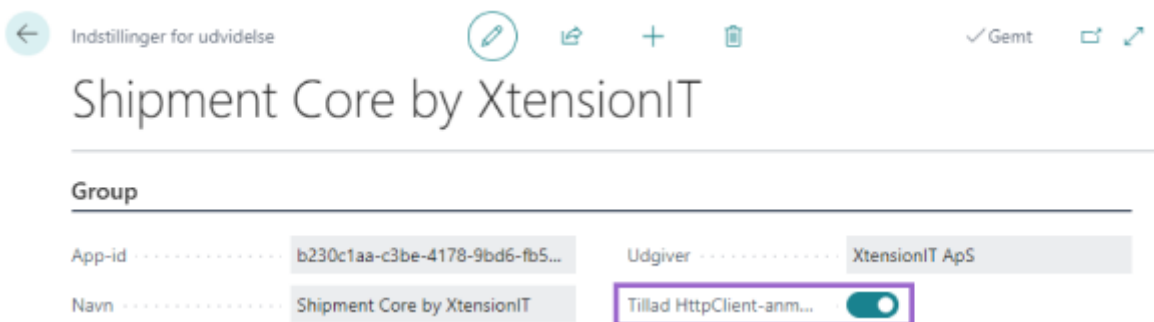 Indstillinger for udvidelse
Gemt
Shipment Core by XtensionIT
Group
App-id b230c1aa-c3be-4178-9bd6-fb5... Udgiver XtensionIT ApS
Navn Shipment Core by XtensionIT Tillad HttpClient-anm...